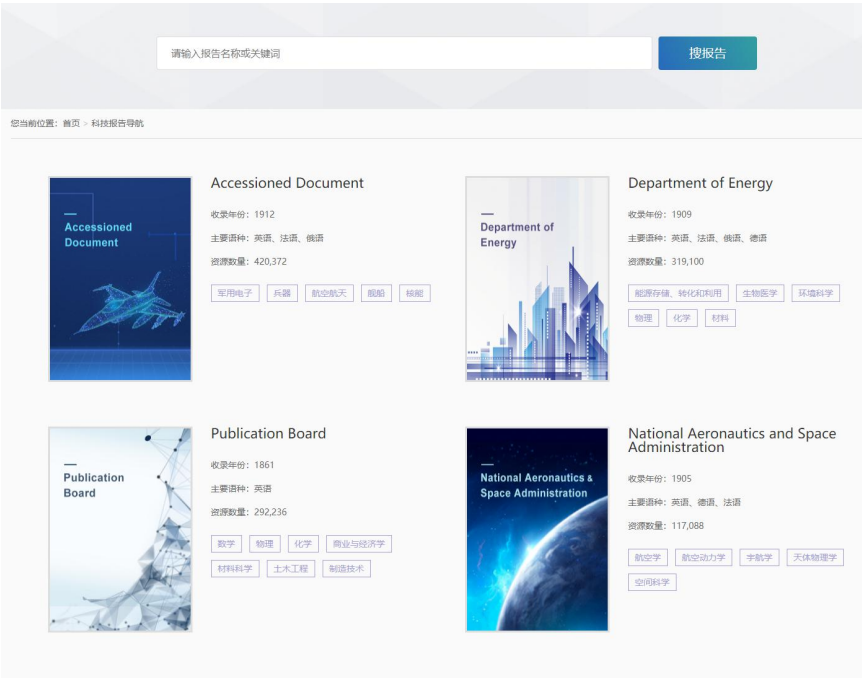 请输入报告名称或关键词
搜报告
您当前位置：首页 > 科技报告导航
Accessioned
Document
Accessioned Document
收录年份：1912
主要语种：英语、法语、俄语
资源数量：420,372
军用电子 兵器 航空航天 舰船 核能
Department of
Energy
Department of Energy
收录年份：1909
主要语种：英语、法语、俄语、德语
资源数量：319,100
能源存储、转化和利用 生物医学 环境科学
物理 化学 材料
Publication
Board
Publication Board
收录年份：1861
主要语种：英语
资源数量：292,236
数学 物理 化学 商业与经济学
材料科学 土木工程 制造技术
National Aeronautics &
Space Administration
National Aeronautics and Space
Administration
收录年份：1905
主要语种：英语、德语、法语
资源数量：117,088
航空学 航空动力学 宇航学 天体物理学
空间科学